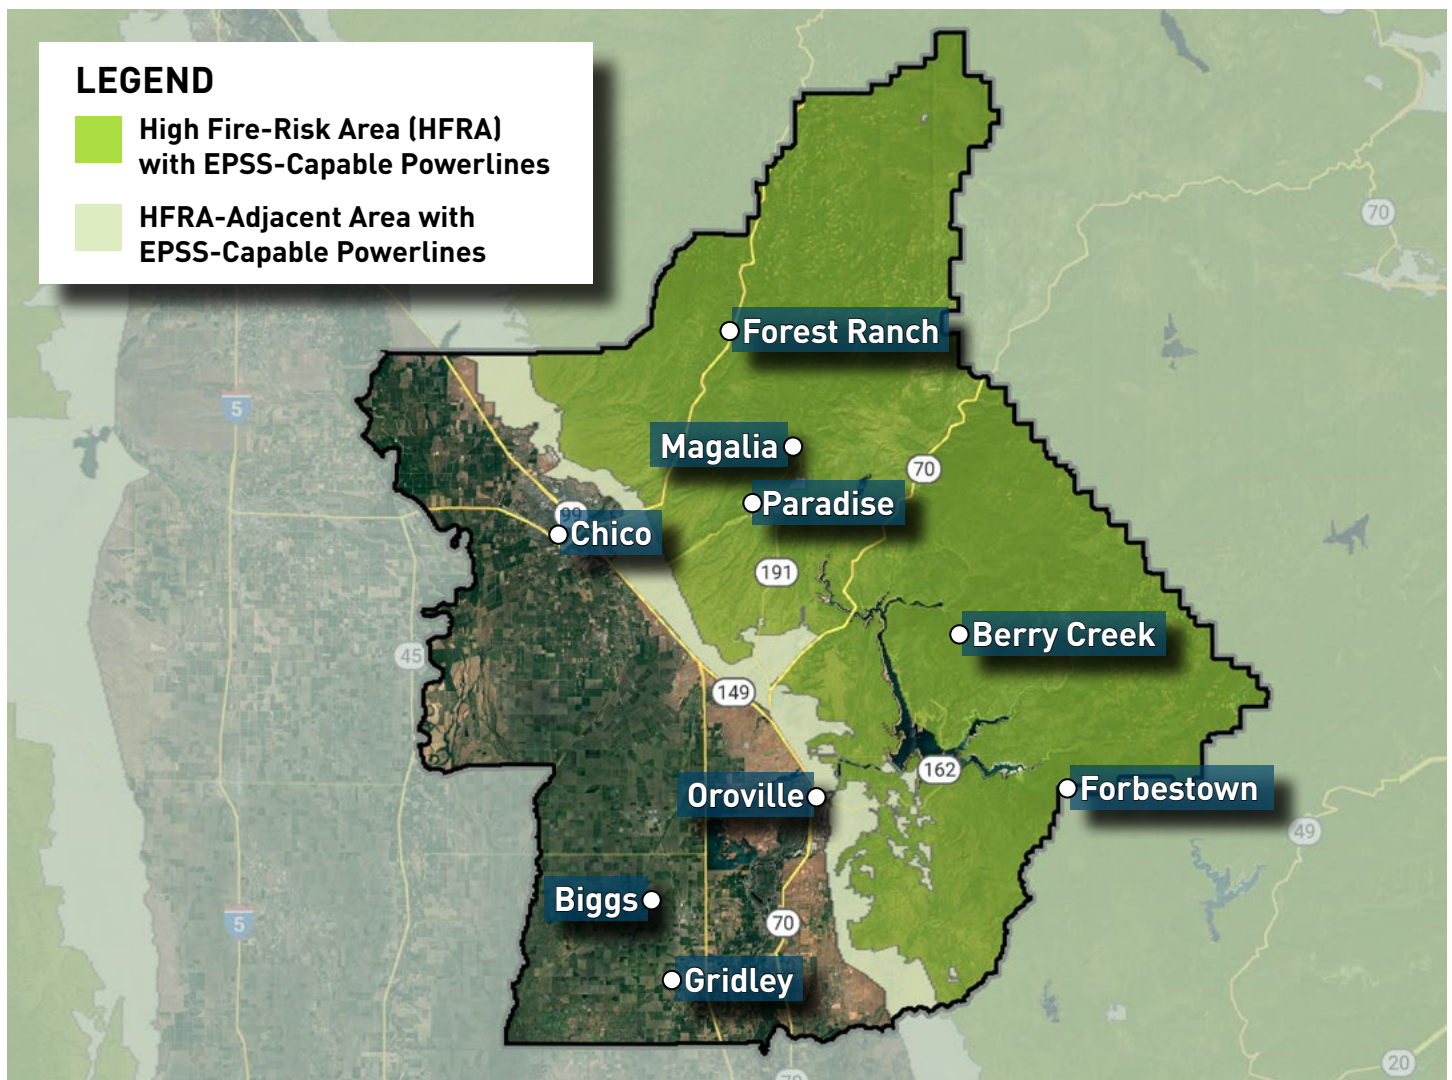 LEGEND
High Fire-Risk Area (HFRA)
with EPSS-Capable Powerlines
HFRA-Adjacent Area with
EPSS-Capable Powerlines
70
Forest Ranch
5
Magalia
70
Paradise
99
Chico
191
Berry Creek
45
149
162
Oroville
Forbestown
49
Biggs
5
70
Gridley
20
70